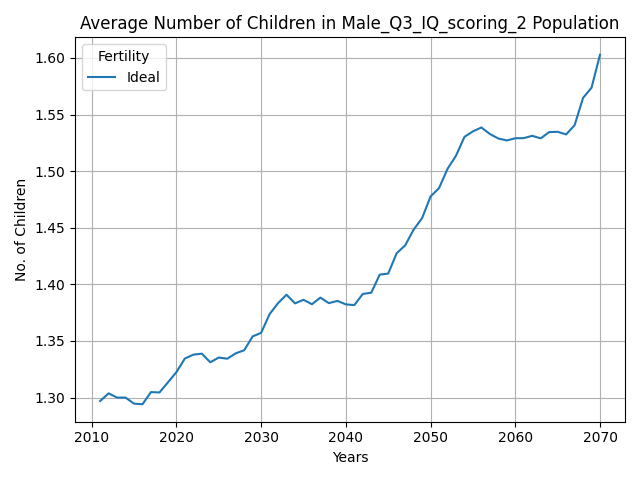 Average Number of Children in Male_Q3_IQ_scoring_2 Population
Fertility
Ideal
1.60
1.55
1.50
1.45
1.40
1.35
1.30
No. of Children
2010 2020 2030 2040 2050 2060 2070
Years